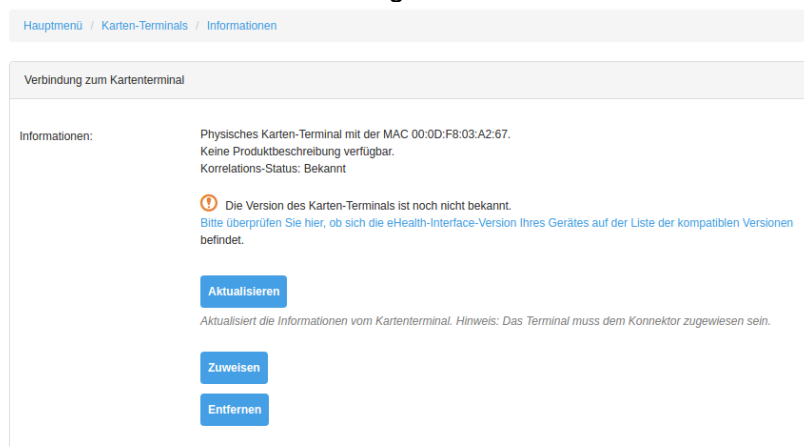 Hauptmenü / Karten-Terminals / Informationen
Verbindung zum Kartenterminal
Informationen:
Physisches Karten-Terminal mit der MAC 00:0D:F8:03:A2:67.
Keine Produktbeschreibung verfügbar.
Korrelations-Status: Bekannt
Die Version des Karten-Terminals ist noch nicht bekannt.
Bitte überprüfen Sie hier, ob sich die eHealth-Interface-Version Ihres Gerätes auf der Liste der kompatiblen Versionen
befindet.
Aktualisieren
Aktualisiert die Informationen vom Kartenterminal. Hinweis: Das Terminal muss dem Konnektor zugewiesen sein.
Zuweisen
Entfernen